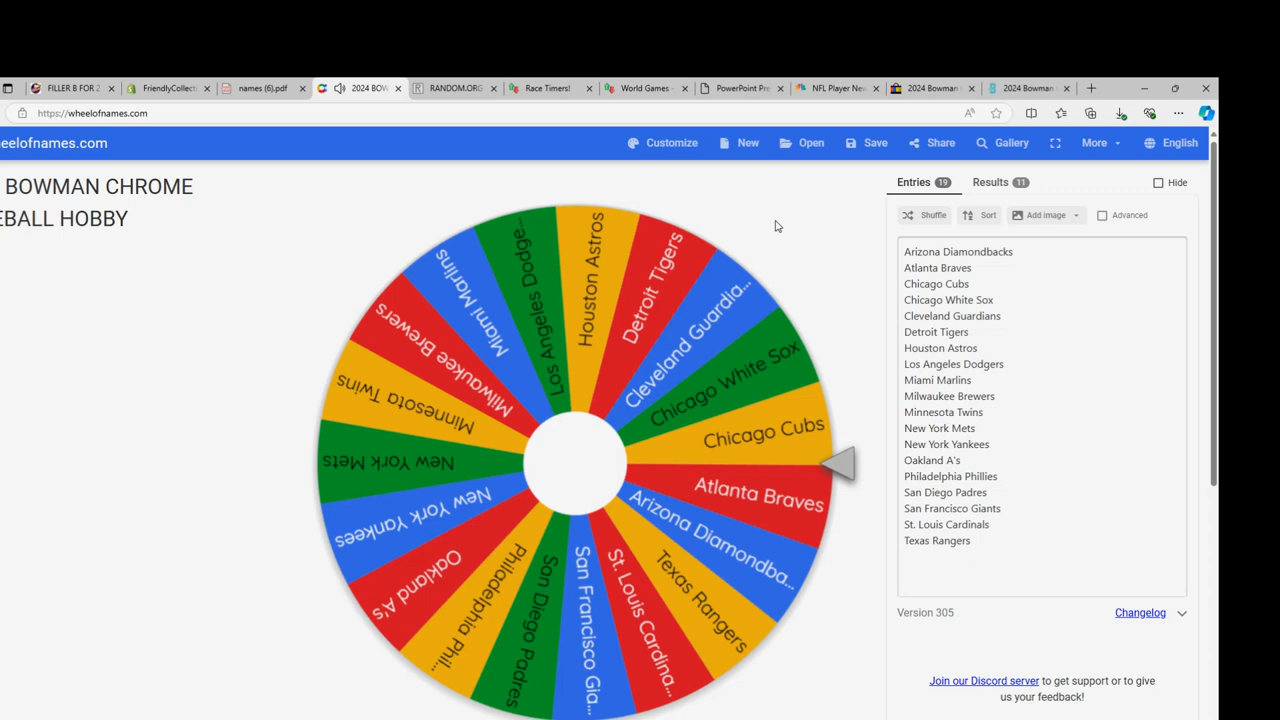 FILLER B FOR 2
FriendlyCollect
names (6).pdf
2024 BOW
RANDOM.ORG
Race Timers!
World Games -
PowerPoint Pre
NFL Player New
2024 Bowman
2024 Bowman
https://wheelofnames.com
eelofnames.com
Customize
New
Open
Save
Share
Gallery
More
English
BOWMAN CHROME
EBALL HOBBY
Entries 19
Results 11
Hide
Shuffle
Sort
Add image
Advanced
Arizona Diamondbacks
Atlanta Braves
Chicago Cubs
Chicago White Sox
Cleveland Guardians
Detroit Tigers
Houston Astros
Los Angeles Dodgers
Miami Marlins
Milwaukee Brewers
Minnesota Twins
New York Mets
New York Yankees
Oakland A's
Philadelphia Phillies
San Diego Padres
San Francisco Giants
St. Louis Cardinals
Texas Rangers
Houston Astros
Detroit Tigers
Cleveland Guardia...
Chicago White Sox
Chicago Cubs
Atlanta Braves
Arizona Diamondba...
Texas Rangers
St. Louis Cardina...
San Francisco Gia...
San Diego Padres
Philadelphia Phil...
Oakland A's
New York Yankees
New York Mets
Minnesota Twins
Milwaukee Brewers
Miami Marlins
Los Angeles Dodge...
Version 305
Changelog
Join our Discord server to get support or to give
us your feedback!